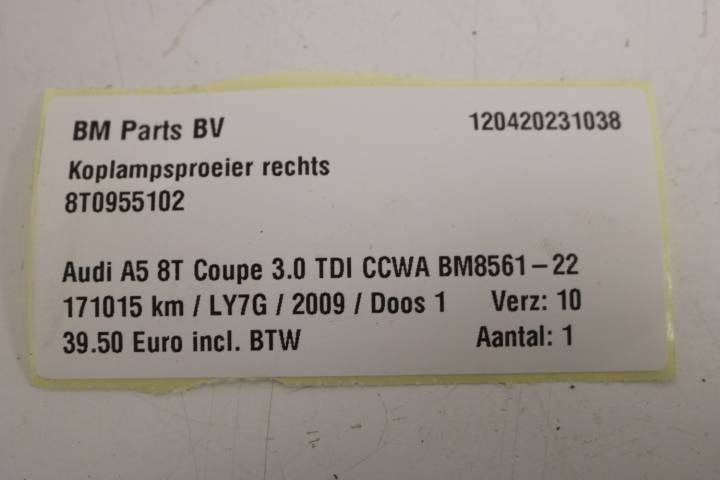 BM Parts BV 120420231038
Koplampsproeier rechts
8T0955102
Audi A5 8T Coupe 3.0 TDI CCWA BM8561-22
171015 km / LY7G / 2009 / Doos 1 Verz: 10
39.50 Euro incl. BTW Aantal: 1